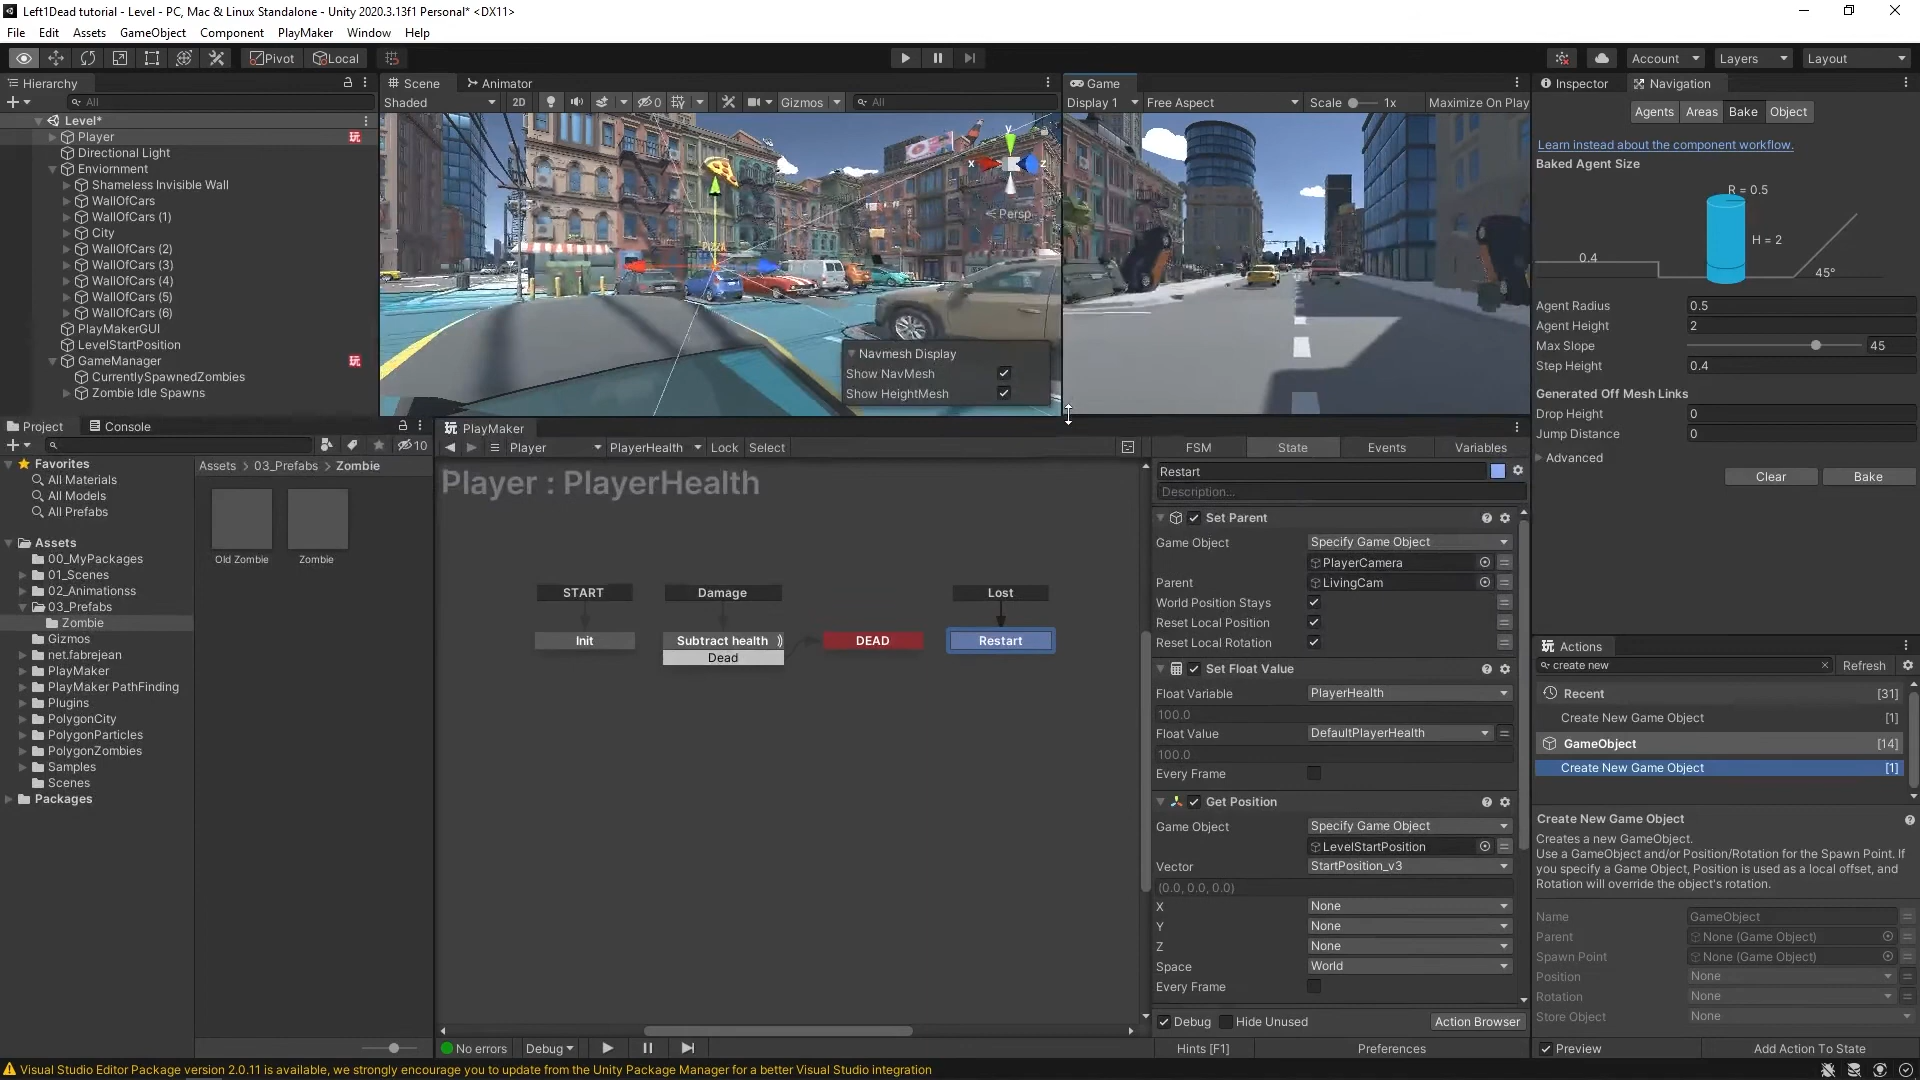 Left1Dead tutorial - Level - PC, Mac & Linux Standalone - Unity 2020.3.13f1 Personal* <DX11>
File Edit Assets GameObject Component PlayMaker Window Help
Pivot Local Account Layers Layout
Hierarchy
All
Level*
Player
Directional Light
Enviornment
Shameless Invisible Wall
WallOfCars
WallOfCars (1)
City
WallOfCars (2)
WallOfCars (3)
WallOfCars (4)
WallOfCars (5)
WallOfCars (6)
PlayMakerGUI
LevelStartPosition
GameManager
CurrentlySpawnedZombies
Zombie Idle Spawns
Scene Animator
Shaded 2D 0 Gizmos All
y
x z
Persp
PIZZA
Navmesh Display
Show NavMesh
Show HeightMesh
Game
Display 1 Free Aspect Scale 1x Maximize On Play
Inspector Navigation
Agents Areas Bake Object
Learn instead about the component workflow.
Baked Agent Size
R = 0.5
H = 2
0.4
45°
Agent Radius 0.5
Agent Height 2
Max Slope 45
Step Height 0.4
Generated Off Mesh Links
Drop Height 0
Jump Distance 0
Advanced
Clear Bake
Project Console
10
Favorites
All Materials
All Models
All Prefabs
Assets
00_MyPackages
01_Scenes
02_Animationss
03_Prefabs
Zombie
Gizmos
net.fabrejean
PlayMaker
PlayMaker PathFinding
Plugins
PolygonCity
PolygonParticles
PolygonZombies
Samples
Scenes
Packages
Assets 03_Prefabs Zombie
Old Zombie Zombie
PlayMaker
Player PlayerHealth Lock Select
Player : PlayerHealth
START Damage Lost
Init Subtract health DEAD Restart
Dead
No errors Debug
FSM State Events Variables
Restart
Description...
Set Parent
Game Object Specify Game Object
PlayerCamera
Parent LivingCam
World Position Stays
Reset Local Position
Reset Local Rotation
Set Float Value
Float Variable PlayerHealth
100.0
Float Value DefaultPlayerHealth
100.0
Every Frame
Get Position
Game Object Specify Game Object
LevelStartPosition
Vector StartPosition_v3
(0.0, 0.0, 0.0)
X None
Y None
Z None
Space World
Every Frame
Debug Hide Unused Action Browser
Hints [F1] Preferences
Actions
create new Refresh
Recent [31]
Create New Game Object [1]
GameObject [14]
Create New Game Object [1]
Create New Game Object
Creates a new GameObject.
Use a GameObject and/or Position/Rotation for the Spawn Point. If
you specify a Game Object, Position is used as a local offset, and
Rotation will override the object's rotation.
Name GameObject
Parent None (Game Object)
Spawn Point None (Game Object)
Position None
Rotation None
Store Object None
Preview Add Action To State
Visual Studio Editor Package version 2.0.11 is available, we strongly encourage you to update from the Unity Package Manager for a better Visual Studio integration